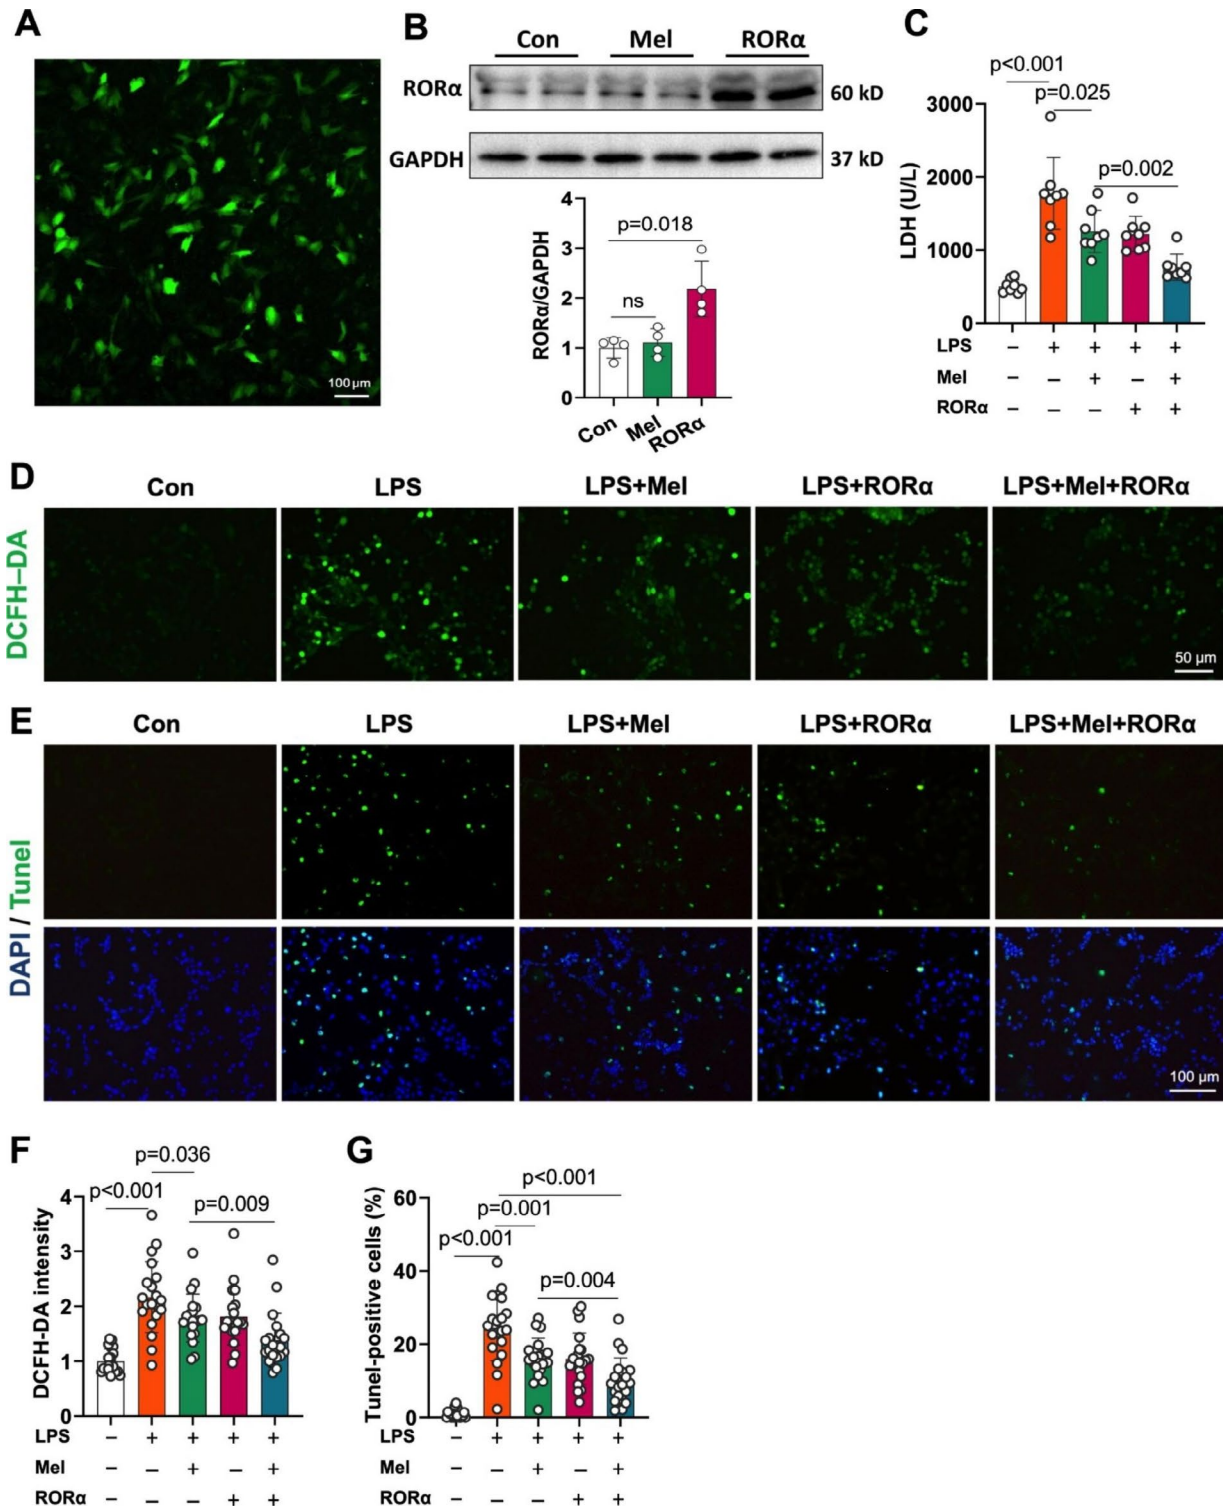 A
100 μm
B
Con Mel RORα
RORα 60 kD
GAPDH 37 kD
RORα/GAPDH
4
3
2
1
0
p=0.018
ns
Con Mel RORα
C
LDH (U/L)
3000
2000
1000
0
p<0.001
p=0.025
p=0.002
LPS – + + + +
Mel – – + – +
RORα – – – + +
D
Con LPS LPS+Mel LPS+RORα LPS+Mel+RORα
DCFH–DA
50 μm
E
Con LPS LPS+Mel LPS+RORα LPS+Mel+RORα
DAPI / Tunel
100 μm
F
DCFH-DA intensity
4
3
2
1
0
p<0.001
p=0.036
p=0.009
LPS – + + + +
Mel – – + – +
RORα – – – + +
G
Tunel-positive cells (%)
60
40
20
0
p<0.001
p=0.001
p<0.001
p=0.004
LPS – + + + +
Mel – – + – +
RORα – – – + +